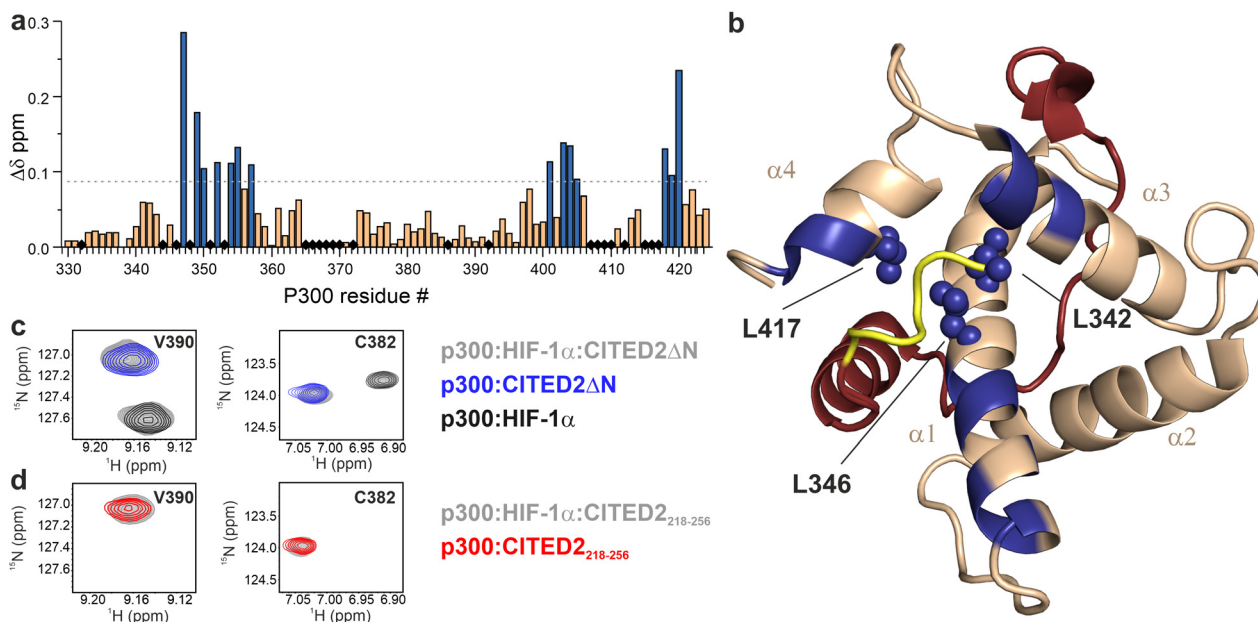 a
0.3
0.2
0.1
0.0
Δδ ppm
330 340 350 360 370 380 390 400 410 420
P300 residue #
b
α4
α3
L417
L342
α1
α2
L346
c
V390
127.0
127.2
127.4
127.6
¹⁵N (ppm)
9.20 9.16 9.12
¹H (ppm)
C382
123.5
124.0
124.5
¹⁵N (ppm)
7.05 7.00 6.95 6.90
¹H (ppm)
p300:HIF-1α:CITED2ΔN
p300:CITED2ΔN
p300:HIF-1α
d
V390
127.0
127.2
127.4
127.6
¹⁵N (ppm)
9.20 9.16 9.12
¹H (ppm)
C382
123.5
124.0
124.5
¹⁵N (ppm)
7.05 7.00 6.95 6.90
¹H (ppm)
p300:HIF-1α:CITED2₂₁₈₋₂₅₆
p300:CITED2₂₁₈₋₂₅₆